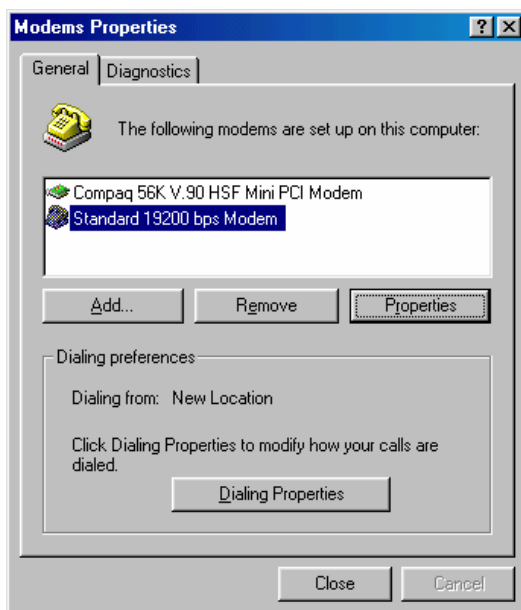 Modems Properties
General
Diagnostics
The following modems are set up on this computer:
Compaq 56K V.90 HSF Mini PCI Modem
Standard 19200 bps Modem
Add...
Remove
Properties
Dialing preferences
Dialing from: New Location
Click Dialing Properties to modify how your calls are
dialed.
Dialing Properties
Close
Cancel